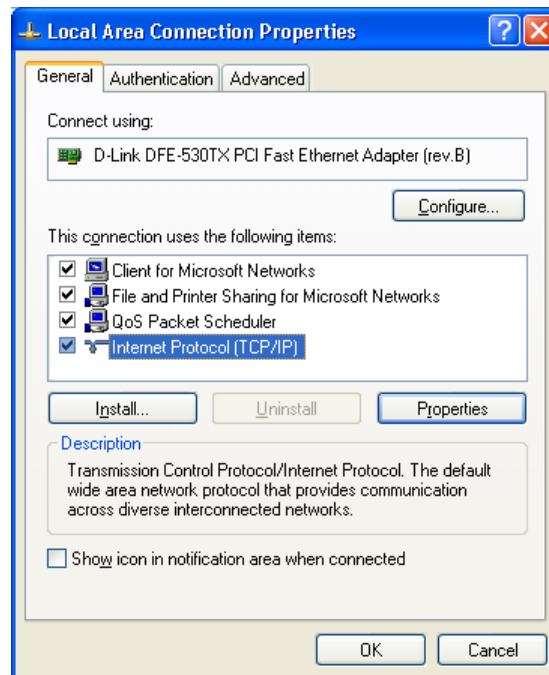 Local Area Connection Properties
General Authentication Advanced
Connect using:
D-Link DFE-530TX PCI Fast Ethernet Adapter (rev.B)
Configure...
This connection uses the following items:
Client for Microsoft Networks
File and Printer Sharing for Microsoft Networks
QoS Packet Scheduler
Internet Protocol (TCP/IP)
Install... Uninstall Properties
Description
Transmission Control Protocol/Internet Protocol. The default
wide area network protocol that provides communication
across diverse interconnected networks.
Show icon in notification area when connected
OK Cancel